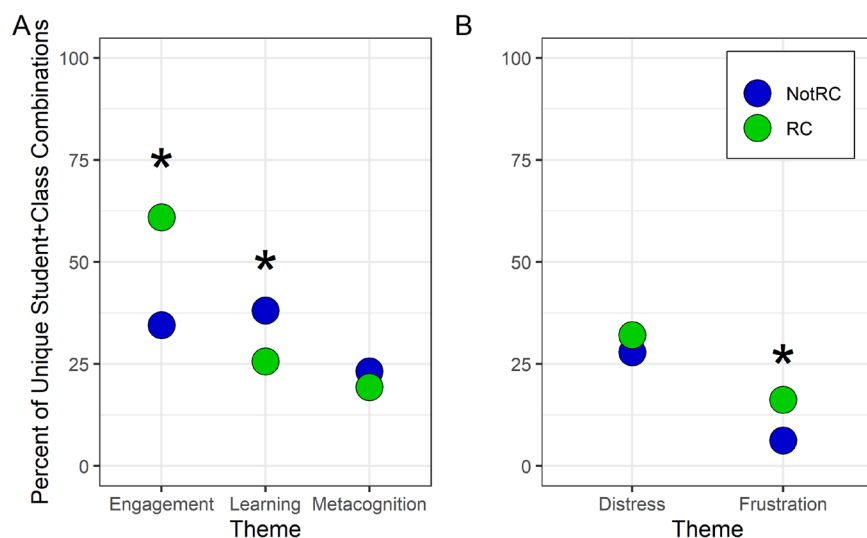 A
Percent of Unique Student+Class Combinations
100
75
50
25
0
*
*
Engagement Learning Metacognition
Theme
B
100
75
50
25
0
NotRC
RC
*
Distress Frustration
Theme